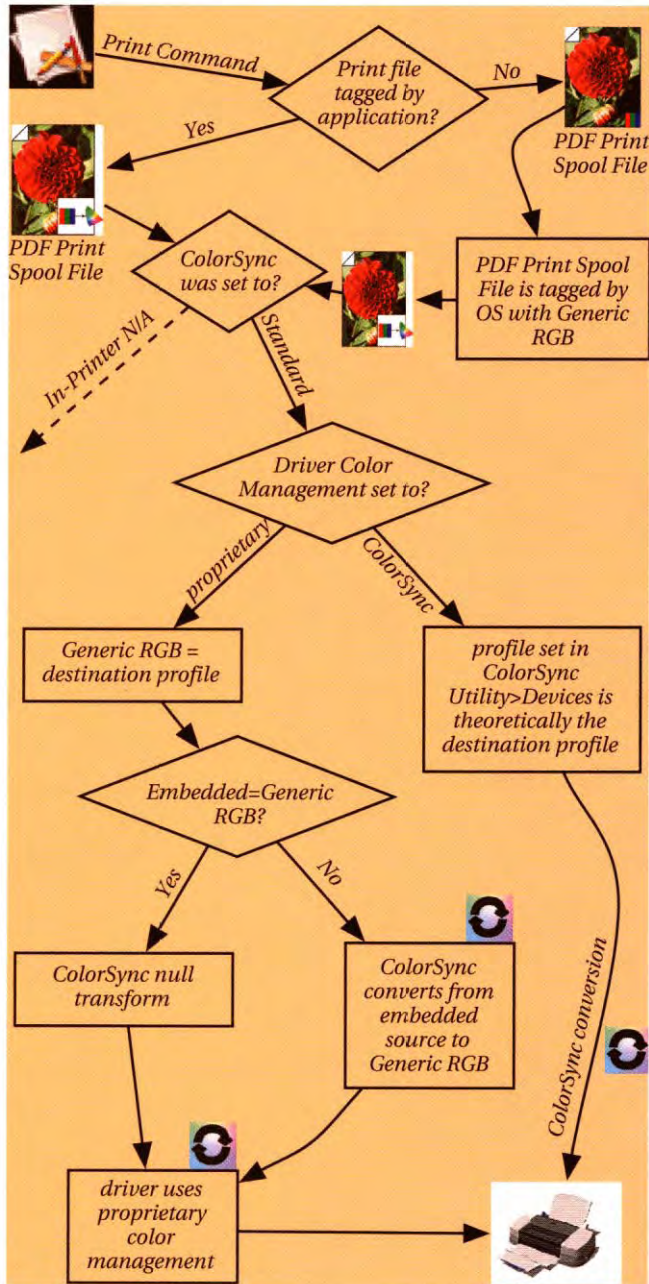 Print Command
Print file
tagged by
application?
No
Yes
PDF Print
Spool File
PDF Print
Spool File
ColorSync
was set to?
PDF Print Spool
File is tagged by
OS with Generic
RGB
In-Printer N/A
Standard
Driver Color
Management set to?
proprietary
ColorSync
Generic RGB =
destination profile
profile set in
ColorSync
Utility>Devices is
theoretically the
destination profile
Embedded=Generic
RGB?
Yes
No
ColorSync null
transform
ColorSync
converts from
embedded
source to
Generic RGB
ColorSync conversion
driver uses
proprietary
color
management